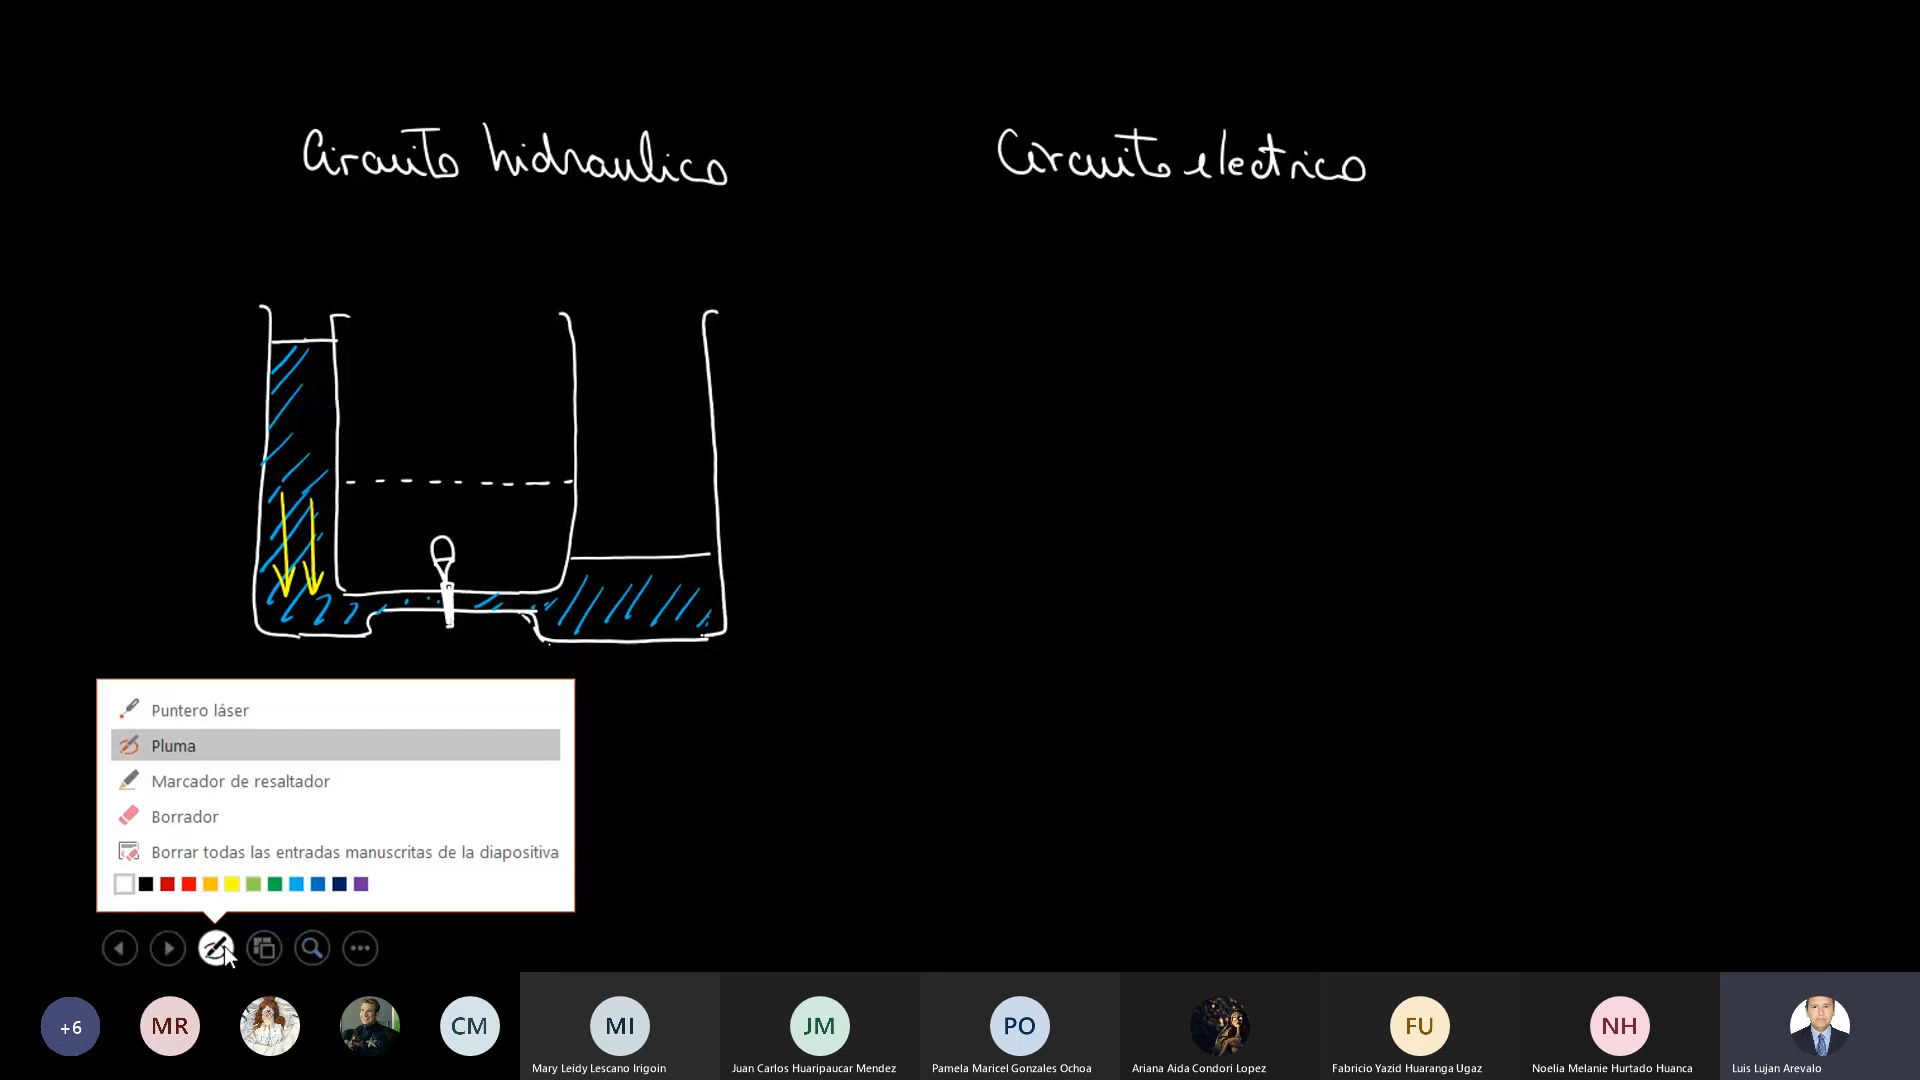 Circuito hidraulico
Circuito electrico
Puntero láser
Pluma
Marcador de resaltador
Borrador
Borrar todas las entradas manuscritas de la diapositiva
+6
MR
CM
MI
JM
PO
FU
NH
Mary Leidy Lescano Irigoin
Juan Carlos Huaripaucar Mendez
Pamela Maricel Gonzales Ochoa
Ariana Aida Condori Lopez
Fabricio Yazid Huaranga Ugaz
Noelia Melanie Hurtado Huanca
Luis Lujan Arevalo